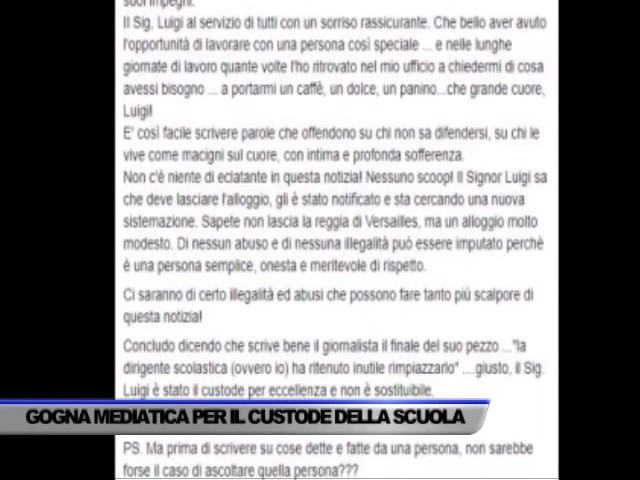 suoi impegni.
Il Sig, Luigi al servizio di tutti con un sorriso rassicurante. Che bello aver avuto
l'opportunità di lavorare con una persona così speciale ... e nelle lunghe
giornate di lavoro quante volte l'ho ritrovato nel mio ufficio a chiedermi di cosa
avessi bisogno ... a portarmi un caffè, un dolce, un panino...che grande cuore,
Luigi!
E' così facile scrivere parole che offendono su chi non sa difendersi, su chi le
vive come macigni sul cuore, con intima e profonda sofferenza.
Non c'è niente di eclatante in questa notizia! Nessuno scoop! Il Signor Luigi sa
che deve lasciare l'alloggio, gli è stato notificato e sta cercando una nuova
sistemazione. Sapete non lascia la reggia di Versailles, ma un alloggio molto
modesto. Di nessun abuso e di nessuna illegalità può essere imputato perchè
è una persona semplice, onesta e meritevole di rispetto.
Ci saranno di certo illegalità ed abusi che possono fare tanto più scalpore di
questa notizia!
Concludo dicendo che scrive bene il giornalista il finale del suo pezzo ..."la
dirigente scolastica (ovvero io) ha ritenuto inutile rimpiazzarlo" ....giusto, il Sig.
Luigi è stato il custode per eccellenza e non è sostituibile.
GOGNA MEDIATICA PER IL CUSTODE DELLA SCUOLA
PS. Ma prima di scrivere su cose dette e fatte da una persona, non sarebbe
forse il caso di ascoltare quella persona???